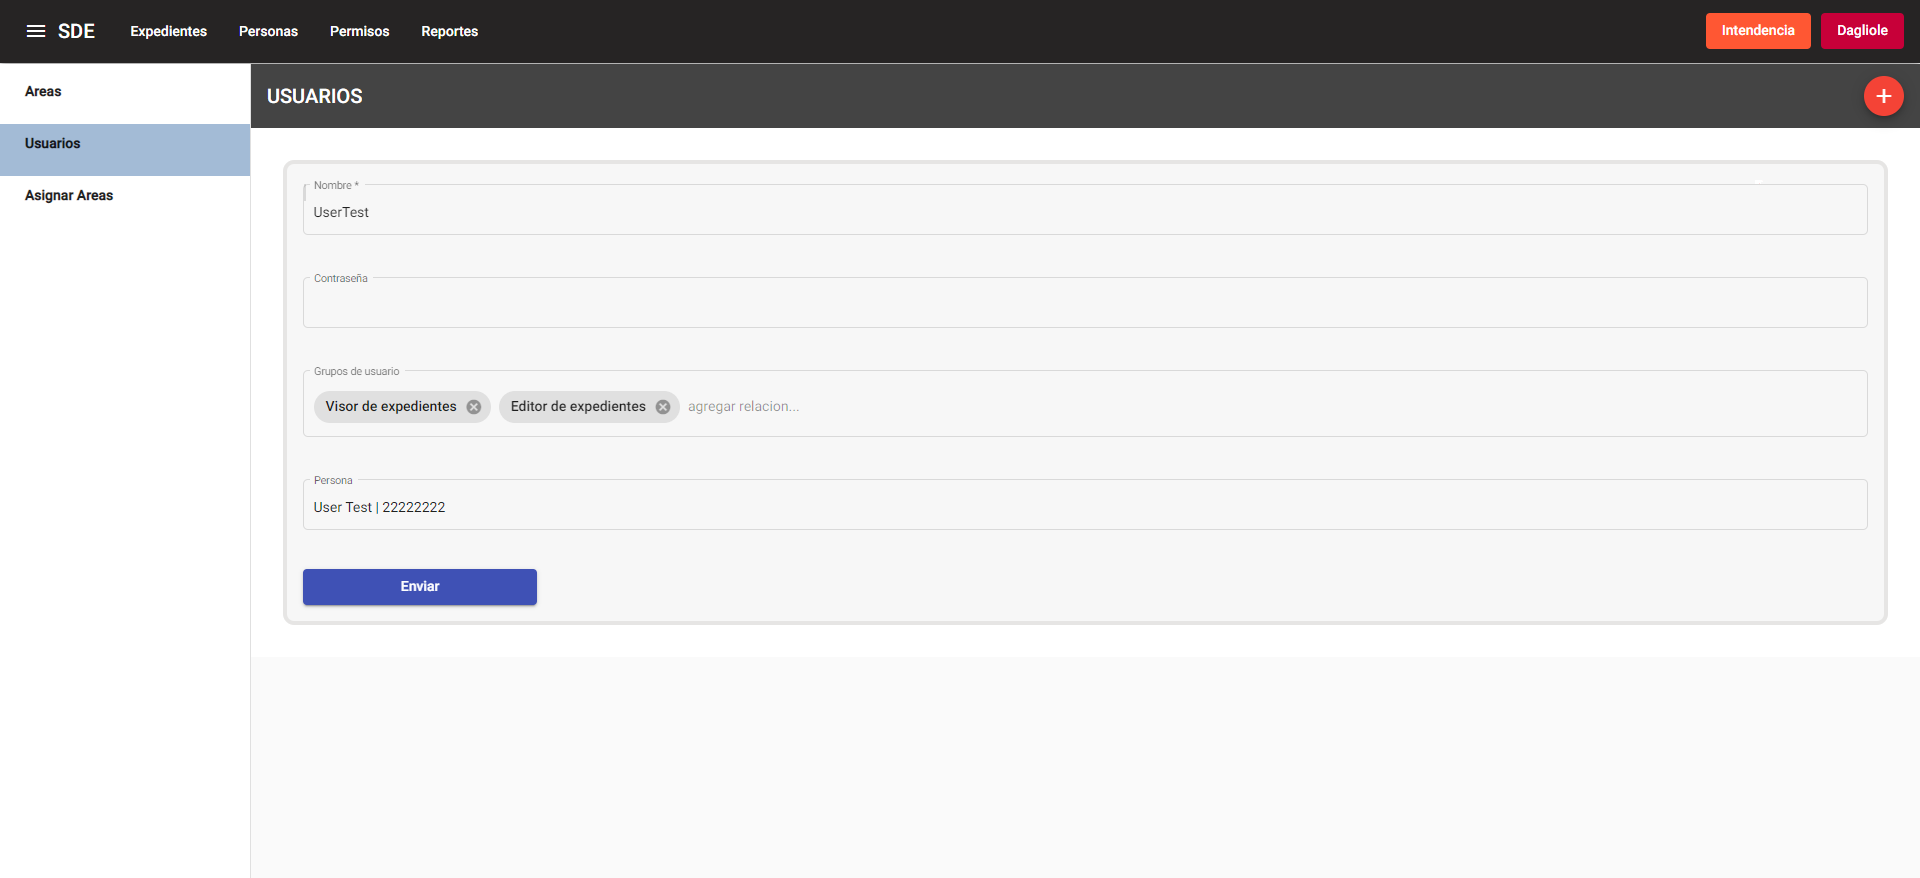 SDE Expedientes Personas Permisos Reportes Intendencia Dagliole
Areas
Usuarios
Asignar Areas
USUARIOS
Nombre *
UserTest
Contraseña
Grupos de usuario
Visor de expedientes Editor de expedientes agregar relacion...
Persona
User Test | 22222222
Enviar